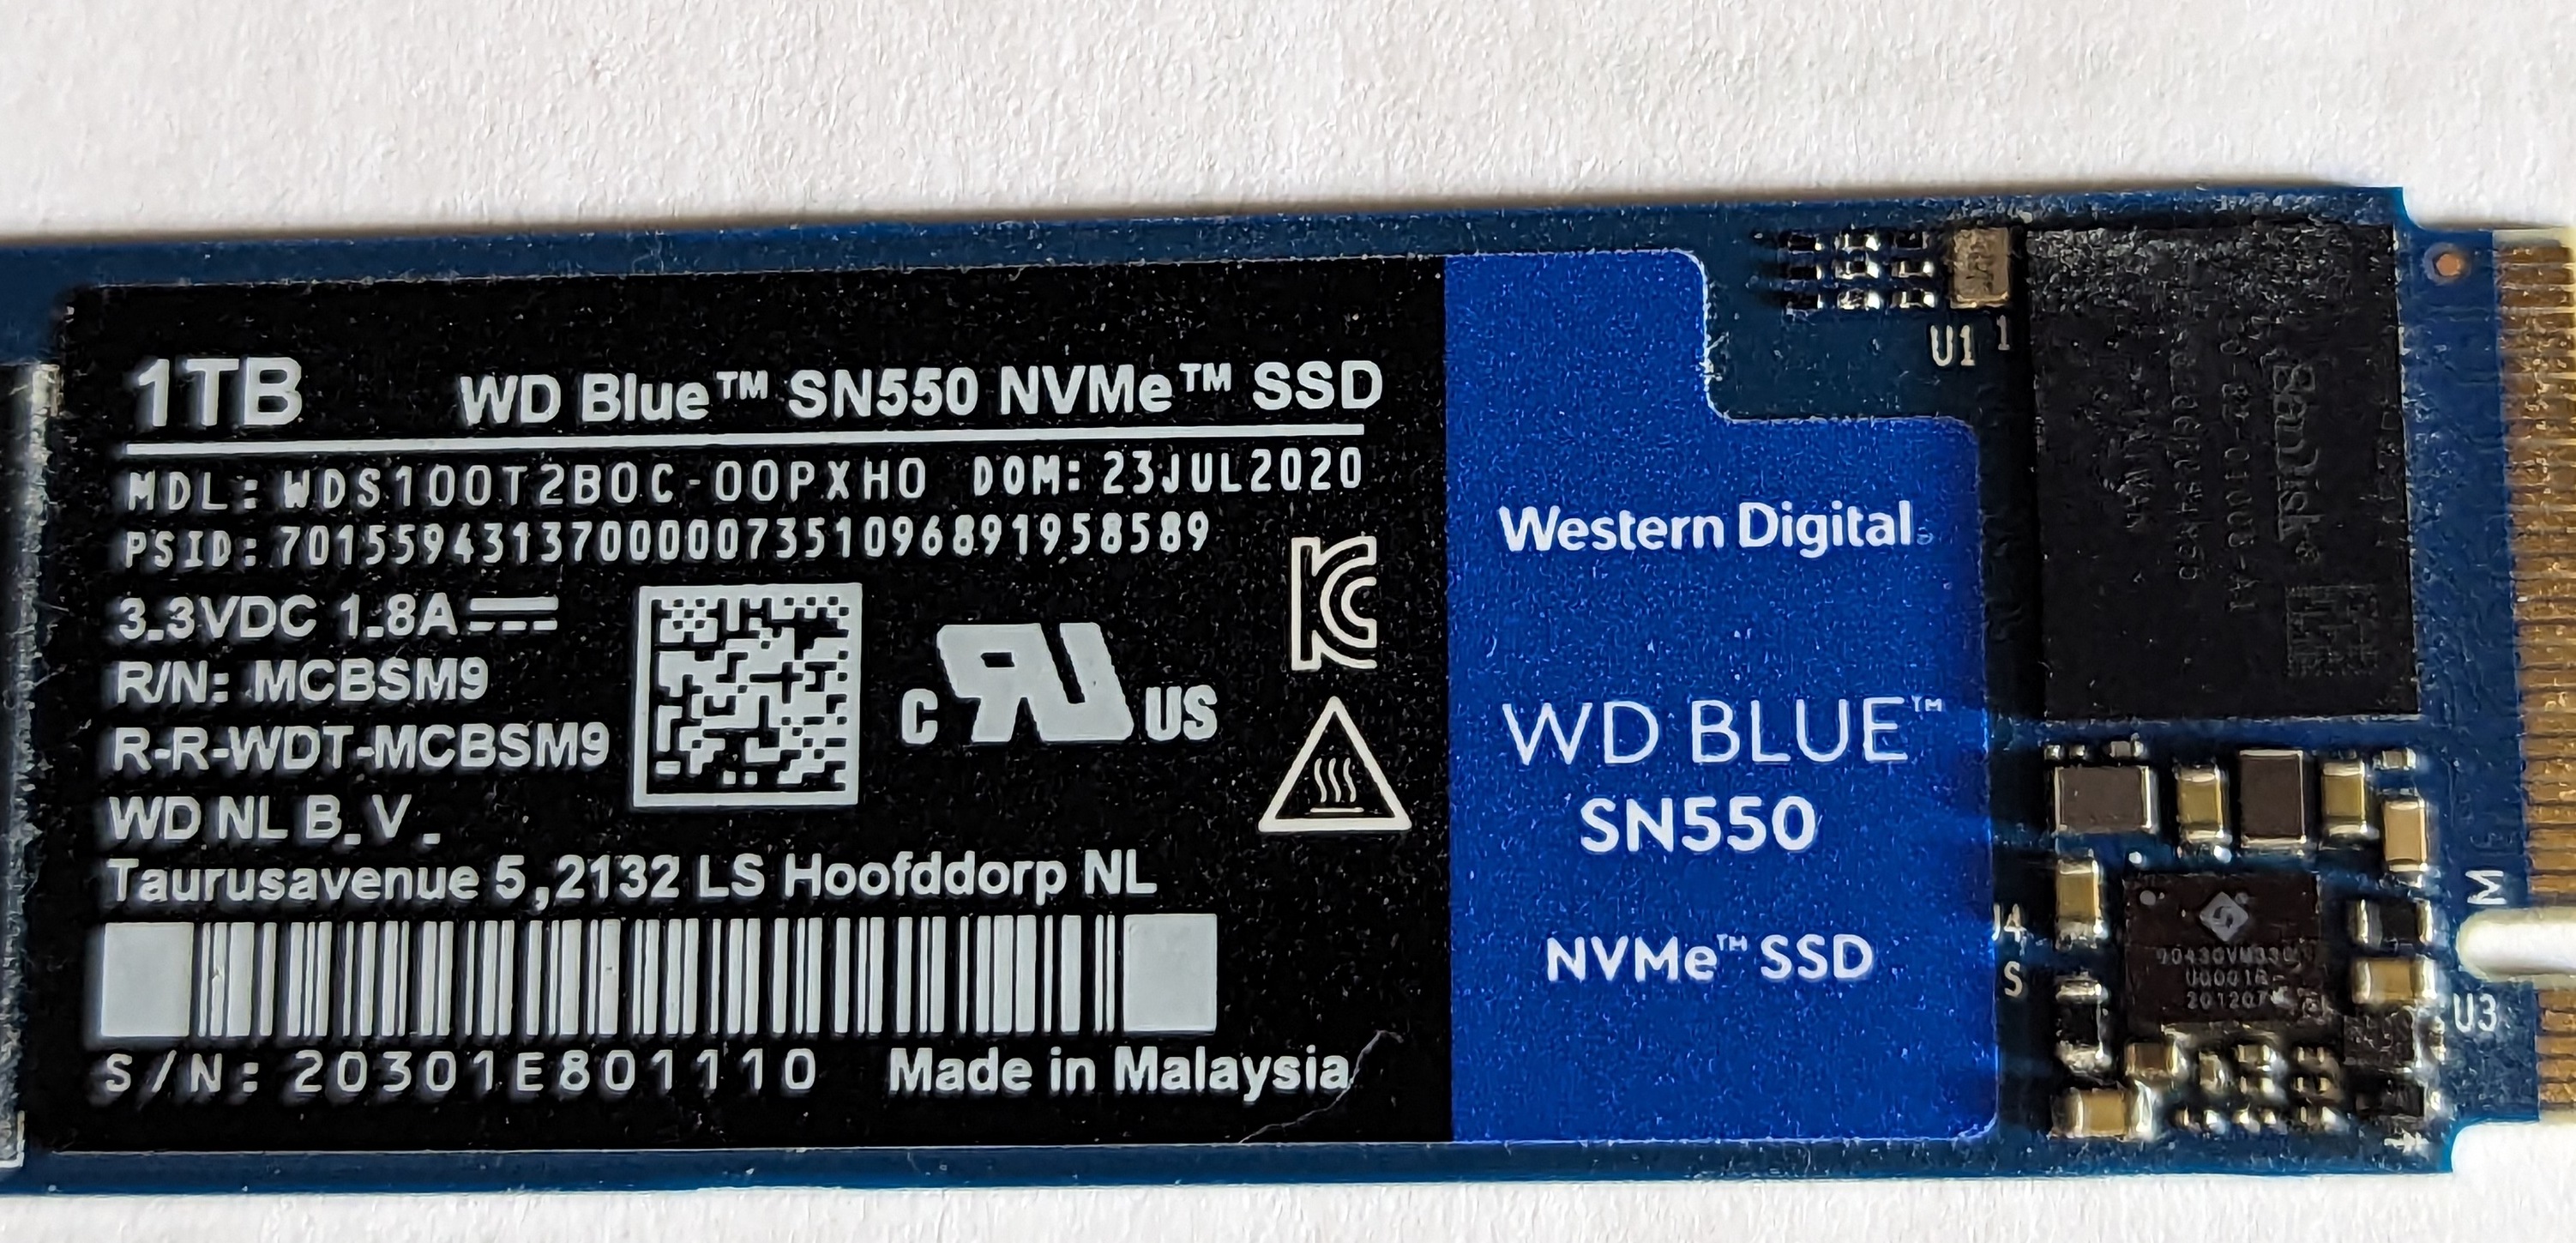 1TB WD Blue™ SN550 NVMe™ SSD
MDL: WDS100T2B0C-00PXH0 DOM: 23JUL2020
PSID: 70155943137000007351096891958589
3.3VDC 1.8A
R/N: MCBSM9
R-R-WDT-MCBSM9
WD NL B.V.
Taurusavenue 5,2132 LS Hoofddorp NL
S/N: 20301E801110 Made in Malaysia
C US
Western Digital®
WD BLUE™
SN550
NVMe™ SSD
U1 1
SanDisk
S
M
U3